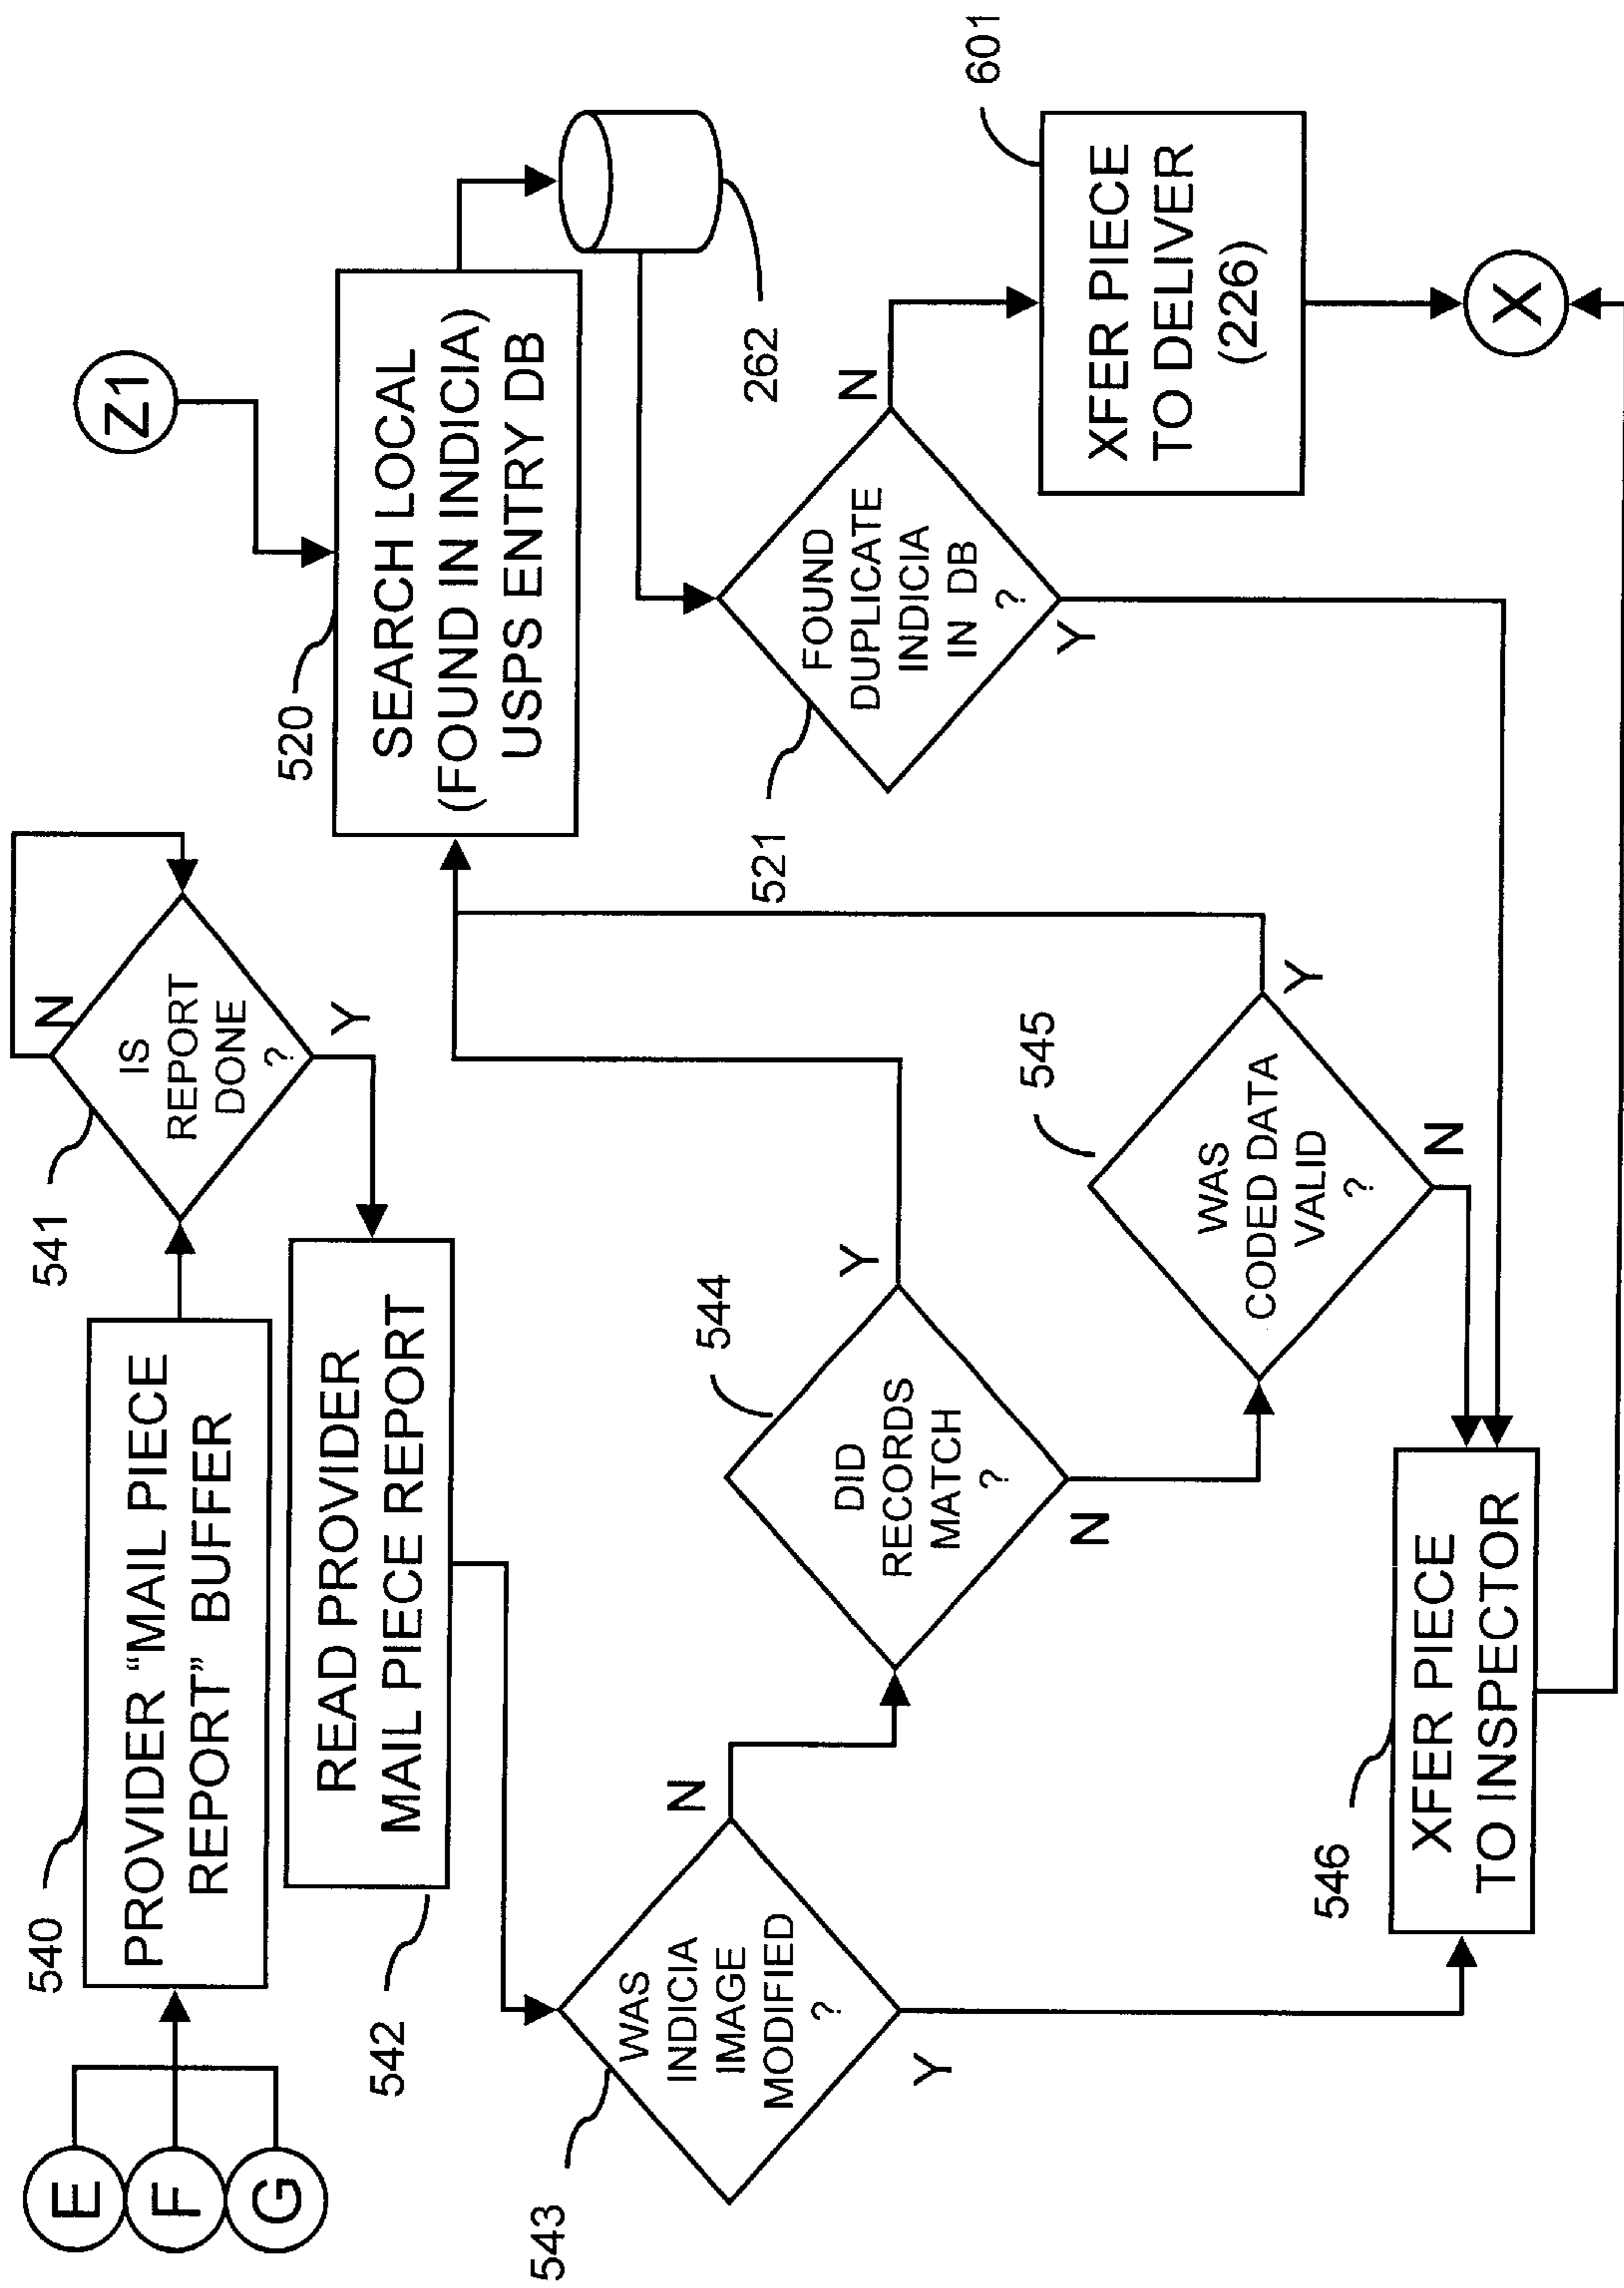 E
F
G
540
PROVIDER “MAIL PIECE
REPORT” BUFFER
541
IS
REPORT
DONE
?
N
Y
542
READ PROVIDER
MAIL PIECE REPORT
543
WAS
INDICIA
IMAGE
MODIFIED
?
N
Y
544
DID
RECORDS
MATCH
?
Y
N
545
WAS
CODED DATA
VALID
?
Y
N
546
XFER PIECE
TO INSPECTOR
Z1
520
SEARCH LOCAL
(FOUND IN INDICIA)
USPS ENTRY DB
262
521
FOUND
DUPLICATE
INDICIA
IN DB
?
N
Y
601
XFER PIECE
TO DELIVER
(226)
X